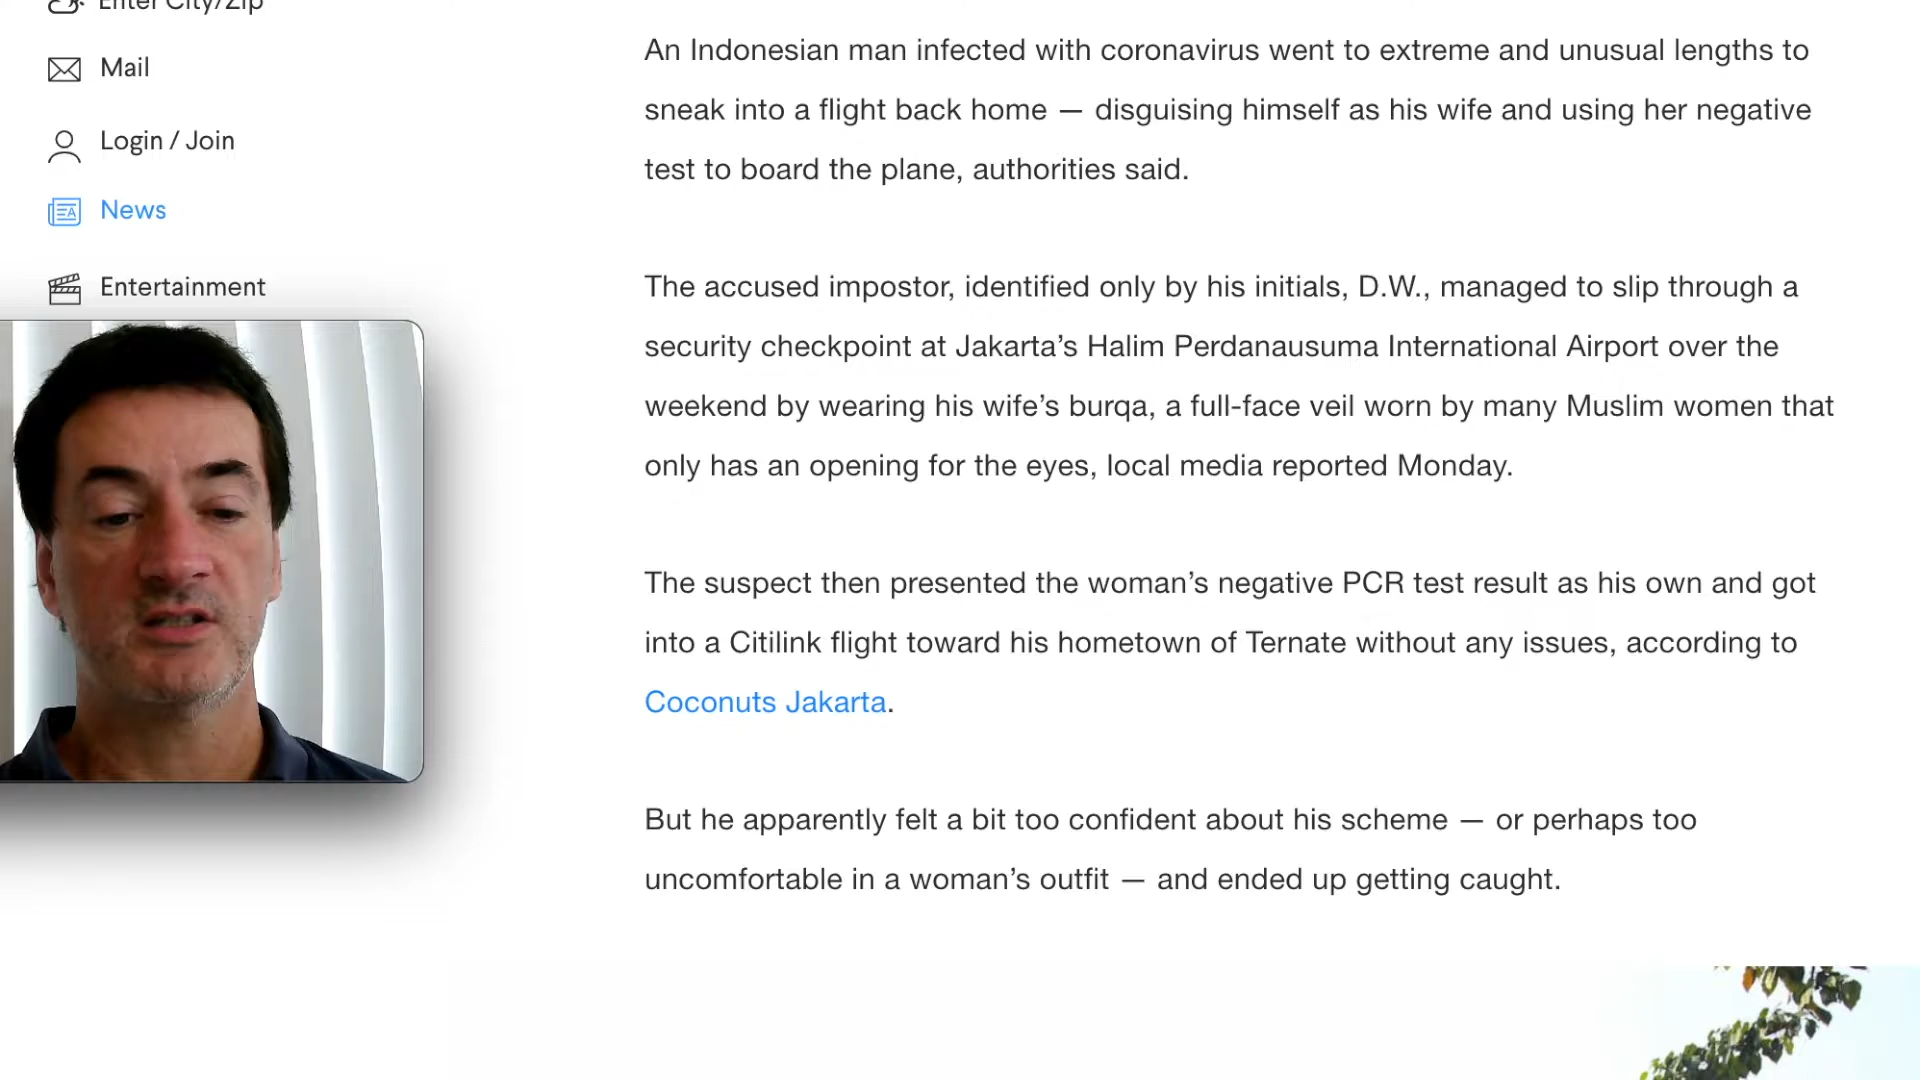 Enter City/Zip
Mail
Login / Join
News
Entertainment
An Indonesian man infected with coronavirus went to extreme and unusual lengths to
sneak into a flight back home — disguising himself as his wife and using her negative
test to board the plane, authorities said.
The accused impostor, identified only by his initials, D.W., managed to slip through a
security checkpoint at Jakarta’s Halim Perdanausuma International Airport over the
weekend by wearing his wife’s burqa, a full-face veil worn by many Muslim women that
only has an opening for the eyes, local media reported Monday.
The suspect then presented the woman’s negative PCR test result as his own and got
into a Citilink flight toward his hometown of Ternate without any issues, according to
Coconuts Jakarta.
But he apparently felt a bit too confident about his scheme — or perhaps too
uncomfortable in a woman’s outfit — and ended up getting caught.